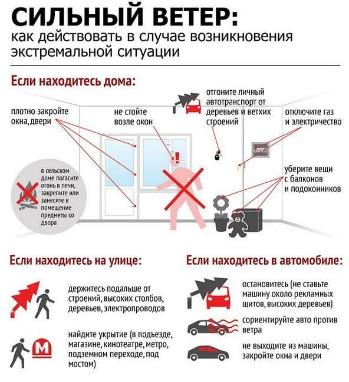 СИЛЬНЫЙ ВЕТЕР:
как действовать в случае возникновения
экстремальной ситуации
Если находитесь дома:
плотно закройте
окна,двери
не стойте
возле окон
отгоните личный
автотранспорт от
деревьев и ветхих
строений
отключите газ
и электричество
в сельском
доме погасите
огонь в печи,
закрепите или
занесите в
помещение
предметы со
двора
уберите вещи
с балконов
и подоконников
Если находитесь на улице:
держитесь подальше от
строений, высоких столбов,
деревьев, электропроводов
М
найдите укрытие (в подъезде,
магазине, кинотеатре, метро,
подземном переходе, под
мостом)
Если находитесь в автомобиле:
остановитесь (не ставьте
машину около рекламных
щитов, высоких деревьев)
сориентируйте авто против
ветра
не выходите из машины,
закройте окна и двери